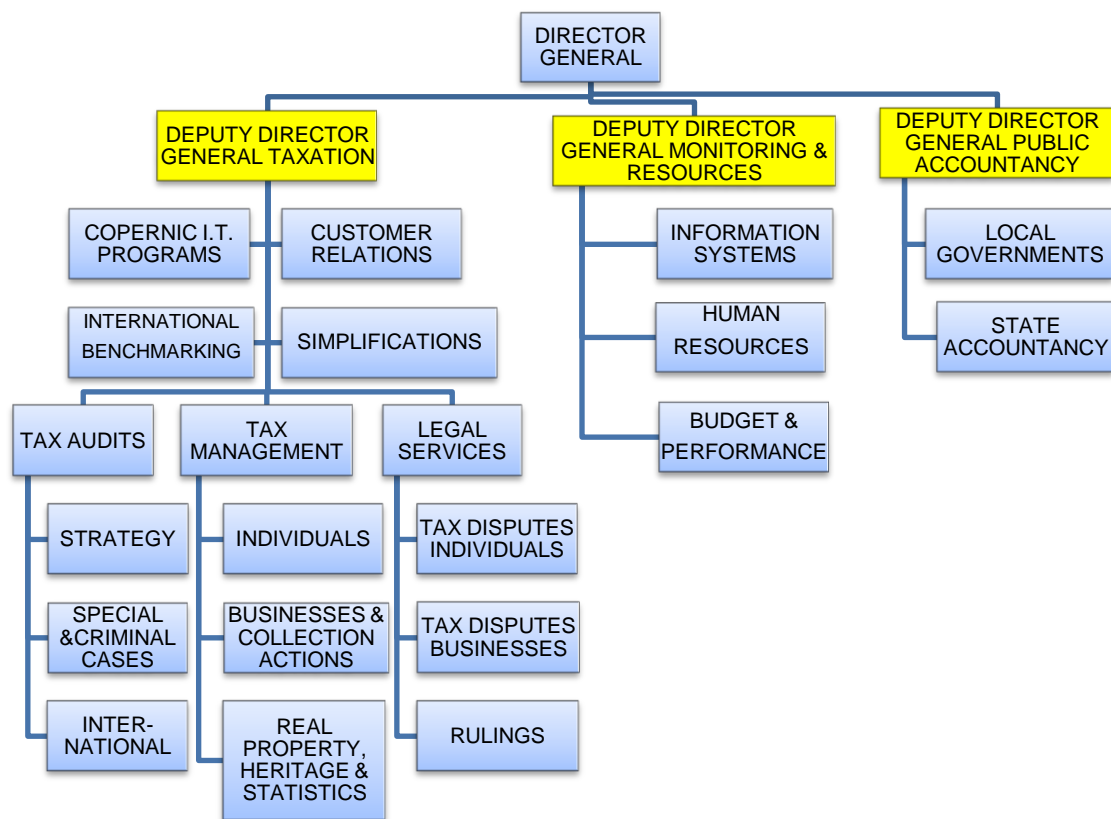 DIRECTOR
GENERAL
DEPUTY DIRECTOR
GENERAL TAXATION
DEPUTY DIRECTOR
GENERAL MONITORING &
RESOURCES
DEPUTY DIRECTOR
GENERAL PUBLIC
ACCOUNTANCY
COPERNIC I.T.
PROGRAMS
CUSTOMER
RELATIONS
INFORMATION
SYSTEMS
LOCAL
GOVERNMENTS
INTERNATIONAL
BENCHMARKING
SIMPLIFICATIONS
HUMAN
RESOURCES
STATE
ACCOUNTANCY
TAX AUDITS
TAX
MANAGEMENT
LEGAL
SERVICES
BUDGET &
PERFORMANCE
STRATEGY
INDIVIDUALS
TAX DISPUTES
INDIVIDUALS
SPECIAL
&CRIMINAL
CASES
BUSINESSES &
COLLECTION
ACTIONS
TAX DISPUTES
BUSINESSES
INTER-
NATIONAL
REAL
PROPERTY,
HERITAGE &
STATISTICS
RULINGS